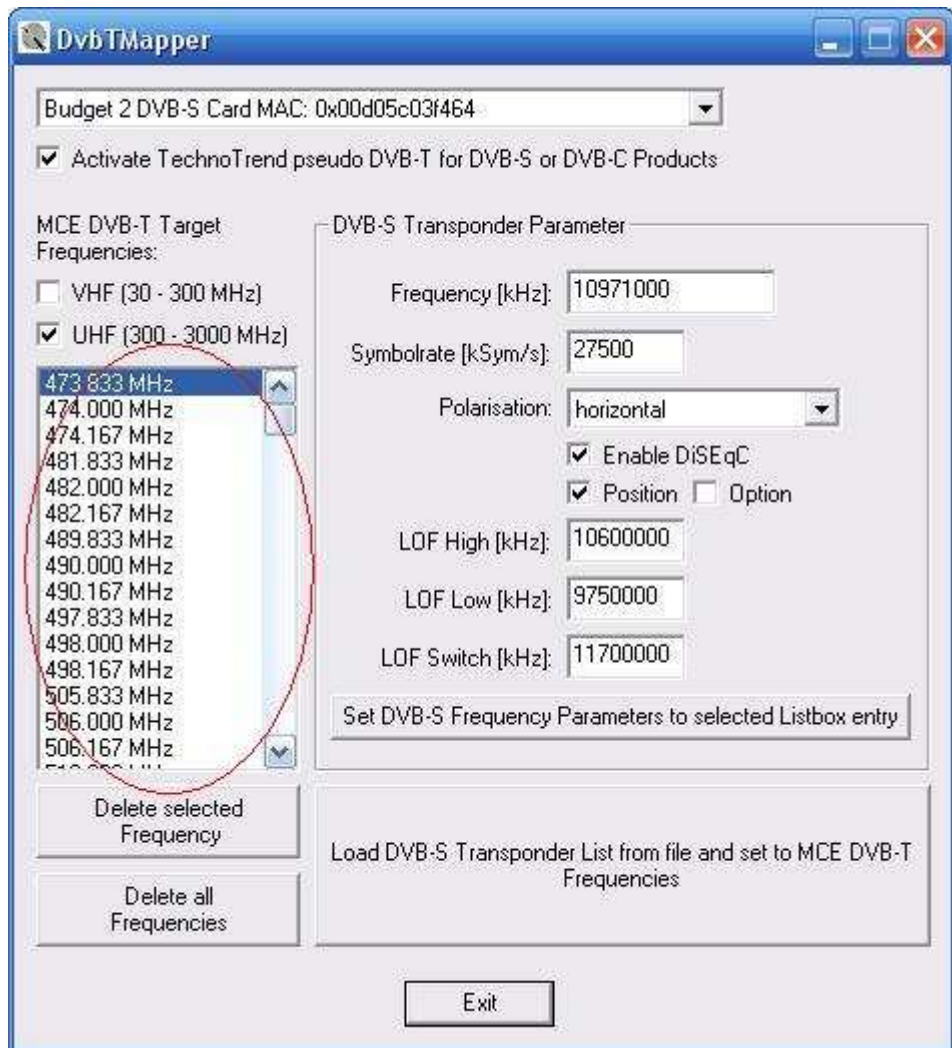 DvbTMapper
Budget 2 DVB-S Card MAC: 0x00d05c03f464
Activate TechnoTrend pseudo DVB-T for DVB-S or DVB-C Products
MCE DVB-T Target
Frequencies:
VHF (30 - 300 MHz)
UHF (300 - 3000 MHz)
473.833 MHz
474.000 MHz
474.167 MHz
481.833 MHz
482.000 MHz
482.167 MHz
489.833 MHz
490.000 MHz
490.167 MHz
497.833 MHz
498.000 MHz
498.167 MHz
505.833 MHz
506.000 MHz
506.167 MHz
Delete selected
Frequency
Delete all
Frequencies
DVB-S Transponder Parameter
Frequency [kHz]: 10971000
Symbolrate [kSym/s]: 27500
Polarisation: horizontal
Enable DiSEqC
Position Option
LOF High [kHz]: 10600000
LOF Low [kHz]: 9750000
LOF Switch [kHz]: 11700000
Set DVB-S Frequency Parameters to selected Listbox entry
Load DVB-S Transponder List from file and set to MCE DVB-T
Frequencies
Exit